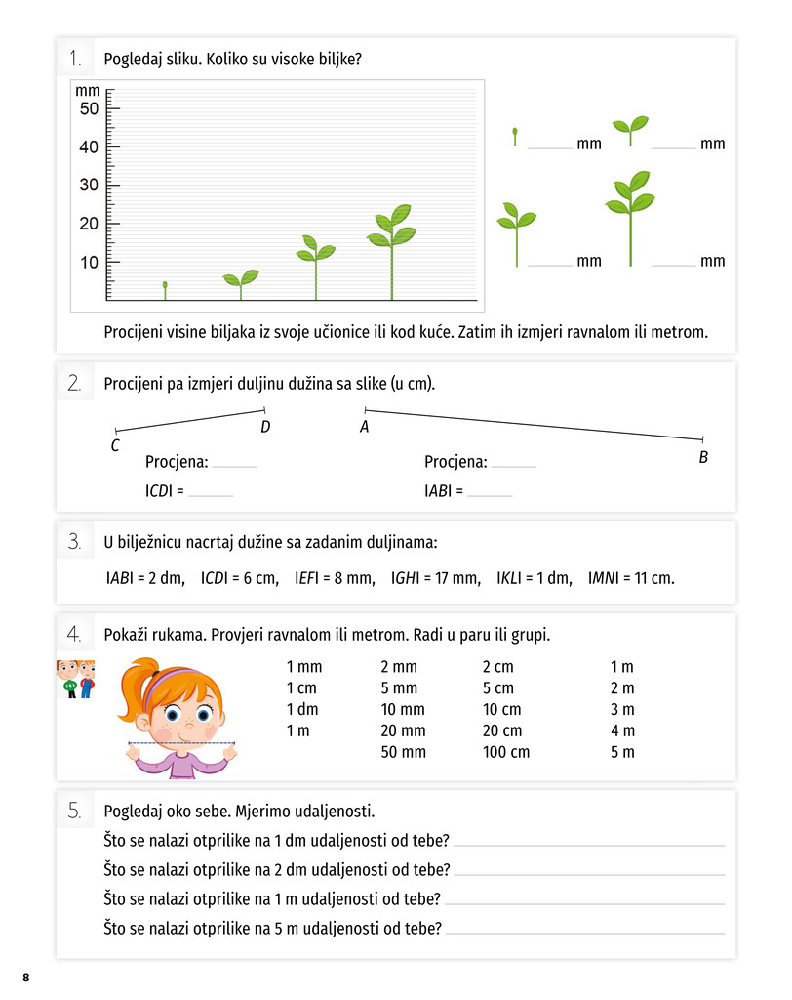 1. Pogledaj sliku. Koliko su visoke biljke?
mm
50
40
30
20
10
____ mm ____ mm
____ mm ____ mm
Procijeni visine biljaka iz svoje učionice ili kod kuće. Zatim ih izmjeri ravnalom ili metrom.
2. Procijeni pa izmjeri duljinu dužina sa slike (u cm).
C D A B
Procjena: ____ Procjena: ____
ICDI = ____ IABI = ____
3. U bilježnicu nacrtaj dužine sa zadanim duljinama:
IABI = 2 dm, ICDI = 6 cm, IEFI = 8 mm, IGHI = 17 mm, IKLI = 1 dm, IMNI = 11 cm.
4. Pokaži rukama. Provjeri ravnalom ili metrom. Radi u paru ili grupi.
1 mm 2 mm 2 cm 1 m
1 cm 5 mm 5 cm 2 m
1 dm 10 mm 10 cm 3 m
1 m 20 mm 20 cm 4 m
50 mm 100 cm 5 m
5. Pogledaj oko sebe. Mjerimo udaljenosti.
Što se nalazi otprilike na 1 dm udaljenosti od tebe?
Što se nalazi otprilike na 2 dm udaljenosti od tebe?
Što se nalazi otprilike na 1 m udaljenosti od tebe?
Što se nalazi otprilike na 5 m udaljenosti od tebe?
8